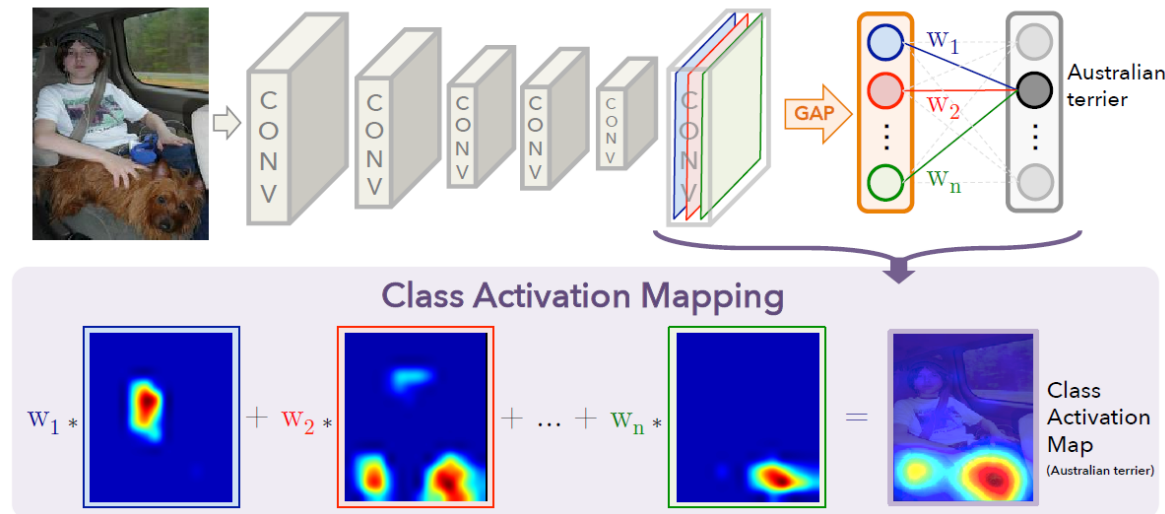 CONV
CONV
CONV
CONV
CONV
CONV
GAP
w1
w2
wn
Australian
terrier
Class Activation Mapping
w1 *
+ w2 *
+ ... + wn *
=
Class
Activation
Map
(Australian terrier)